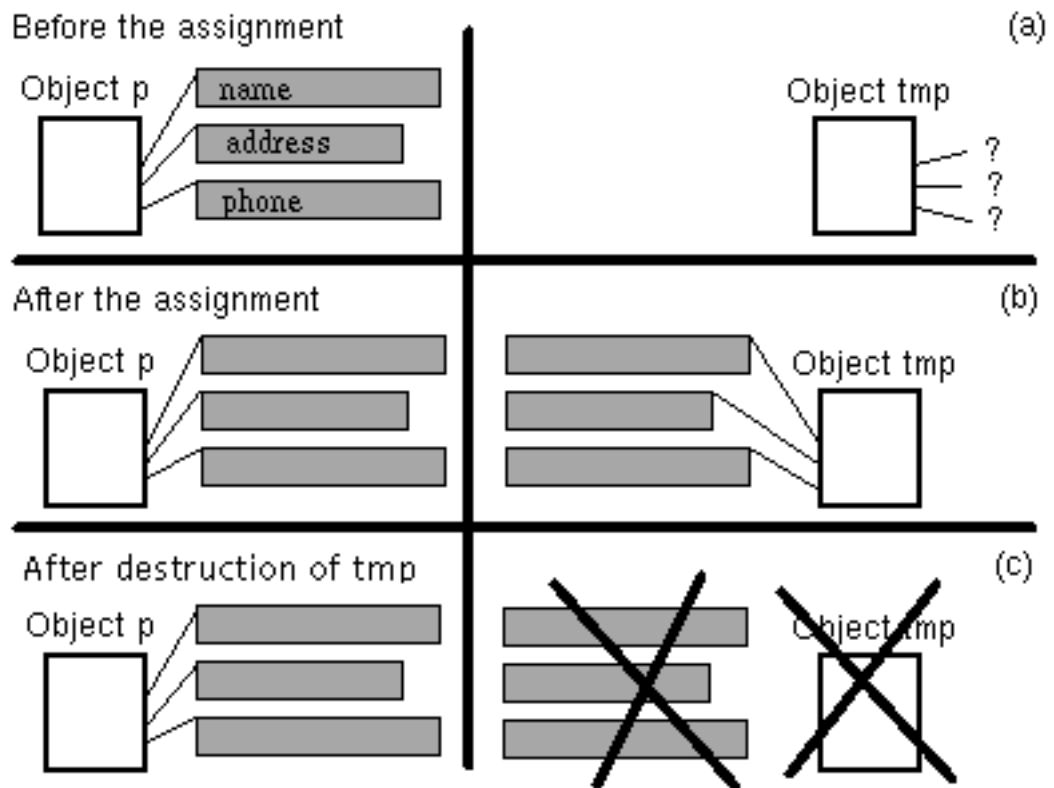 Before the assignment
(a)
Object p
name
address
phone
Object tmp
?
?
?
After the assignment
(b)
Object p
Object tmp
After destruction of tmp
(c)
Object p
Object tmp